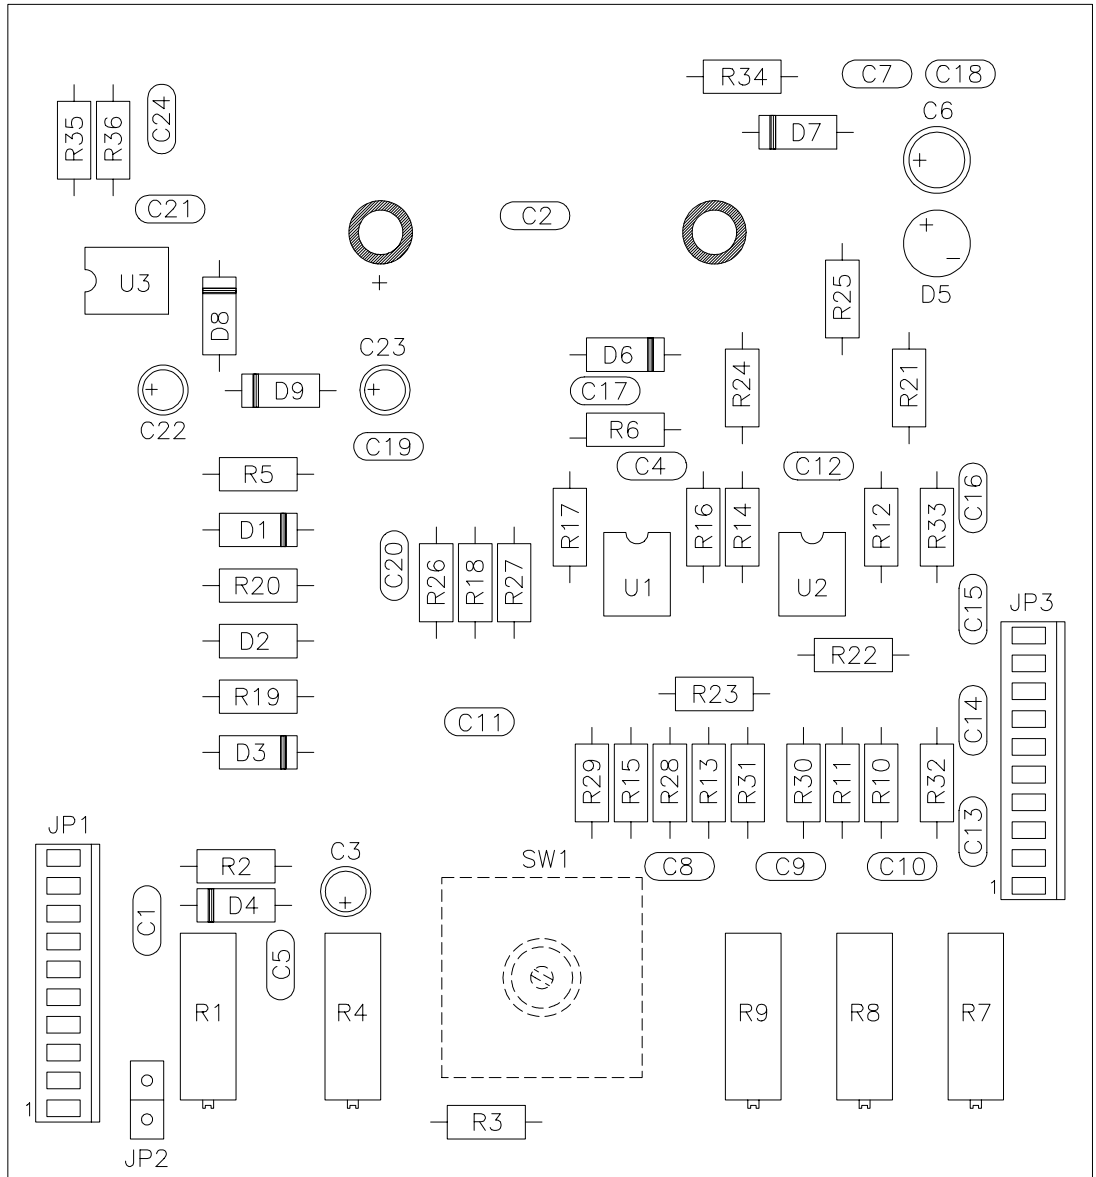 R34
C7
C18
R35
R36
C24
C6
+
D7
C21
C2
+
-
D5
U3
+
R25
D8
C23
D6
R24
R21
+
D9
+
C17
C22
R6
C19
R5
C4
C12
R17
R16
R14
R12
R33
C16
D1
C20
R26
R18
R27
R20
U1
U2
C15
JP3
D2
R22
R19
R23
C11
C14
D3
R29
R15
R28
R13
R31
R30
R11
R10
R32
C13
JP1
R2
C3
+
SW1
C8
C9
C10
1
D4
C1
C5
R1
R4
R9
R8
R7
1
R3
JP2